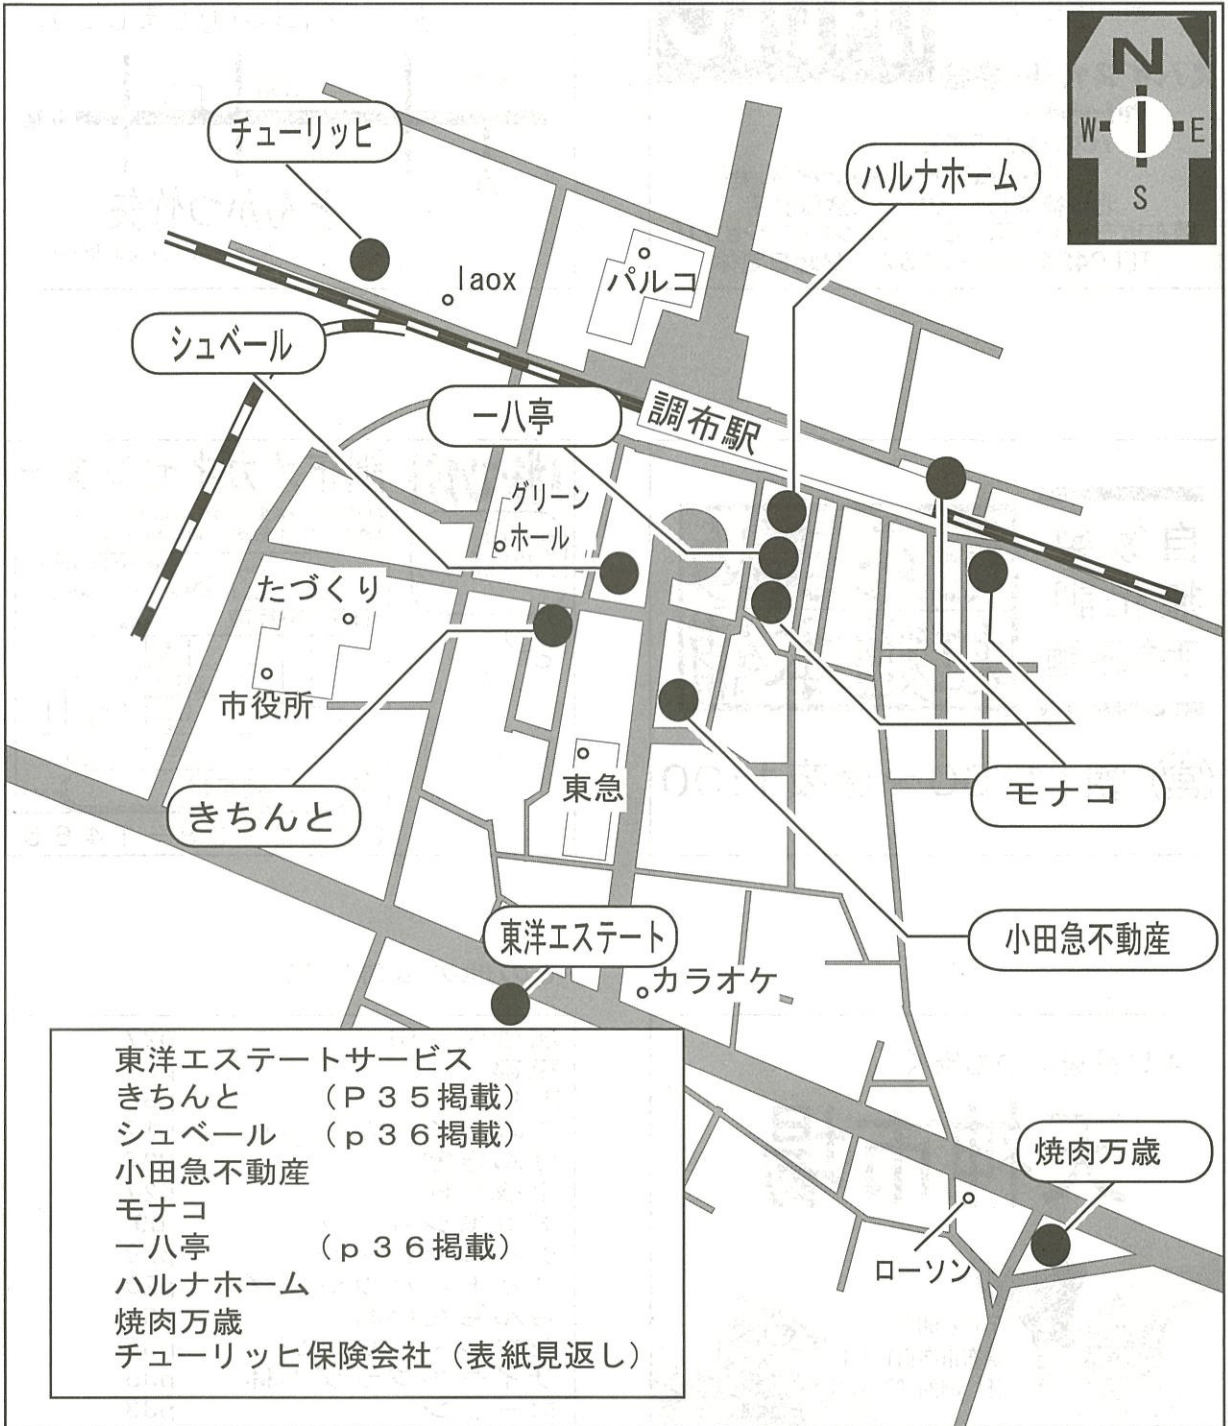 N
W E
S
チューリッヒ
ハルナホーム
laox
パルコ
シュベール
一八亭
調布駅
グリーン
ホール
たづくり
市役所
きちんと
東急
モナコ
東洋エステート
小田急不動産
カラオケ
東洋エステートサービス
きちんと (P35掲載)
シュベール (p36掲載)
小田急不動産
モナコ
一八亭 (p36掲載)
ハルナホーム
焼肉万歳
チューリッヒ保険会社(表紙見返し)
焼肉万歳
ローソン